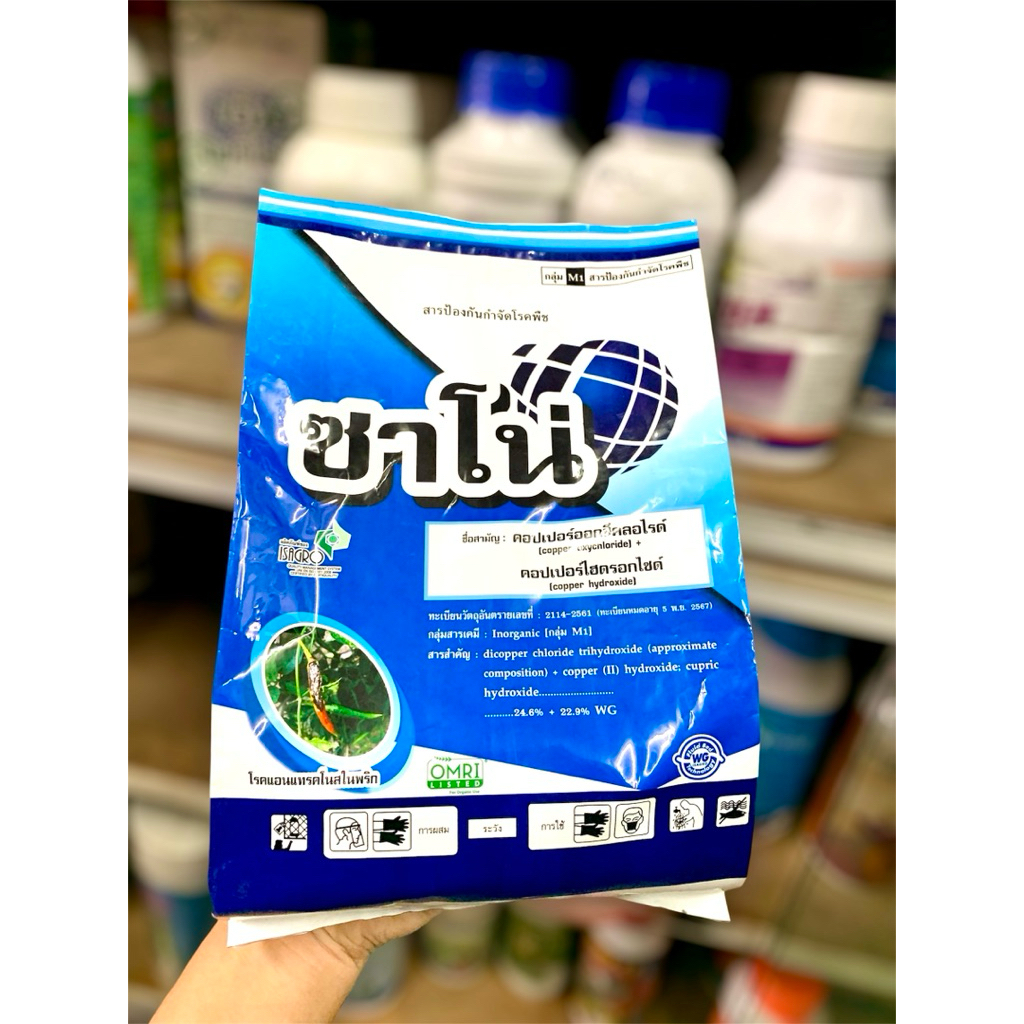 กลุ่ม M1 สารป้องกันกำจัดโรคพืช
สารป้องกันกำจัดโรคพืช
ซาโน่
ชื่อสามัญ : คอปเปอร์ออกซีคลอไรด์
(copper oxychloride) +
คอปเปอร์ไฮดรอกไซด์
(copper hydroxide)
ISAGRO
ทะเบียนวัตถุอันตรายเลขที่ : 2114-2561 (ทะเบียนหมดอายุ 5 พ.ย. 2567)
กลุ่มสารเคมี : Inorganic [กลุ่ม M1]
สารสำคัญ : dicopper chloride trihydroxide (approximate
composition) + copper (II) hydroxide: cupric
hydroxide.........................
..........24.6% + 22.9% WG
โรคแอนแทรคโนสในพริก
OMRI
LISTED
For Organic Use
Fluid Bed
WG
Technology
การผสม
ระวัง
การใช้